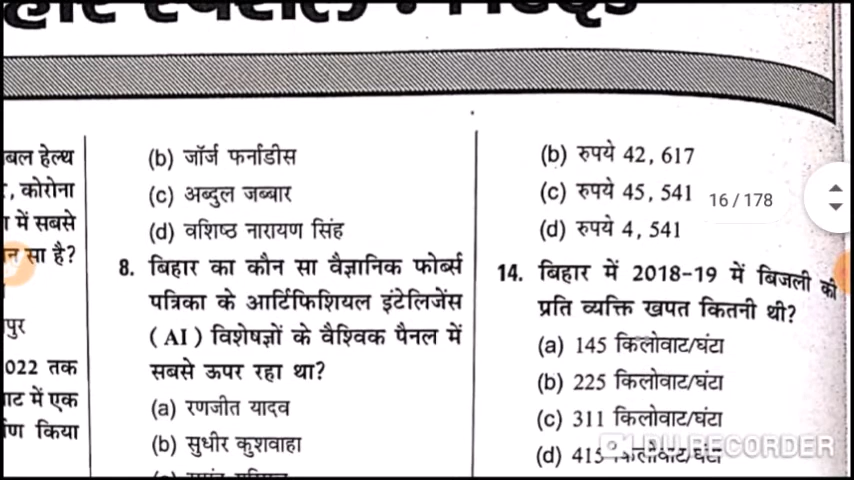 बल हेल्थ
, कोरोना
में सबसे
सा है?
पुर
022 तक
में एक
किया
(b) जॉर्ज फर्नाडीस
(c) अब्दुल जब्बार
(d) वशिष्ठ नारायण सिंह
8. बिहार का कौन सा वैज्ञानिक फोर्ब्स
पत्रिका के आर्टिफिशियल इंटेलिजेंस
(AI) विशेषज्ञों के वैश्विक पैनल में
सबसे ऊपर रहा था?
(a) रणजीत यादव
(b) सुधीर कुशवाहा
(b) रुपये 42,617
(c) रुपये 45,541
(d) रुपये 4,541
16 / 178
14. बिहार में 2018-19 में बिजली की
प्रति व्यक्ति खपत कितनी थी?
(a) 145 किलोवाट/घंटा
(b) 225 किलोवाट/घंटा
(c) 311 किलोवाट/घंटा
(d) 415 किलोवाट/घंटा
DU RECORDER